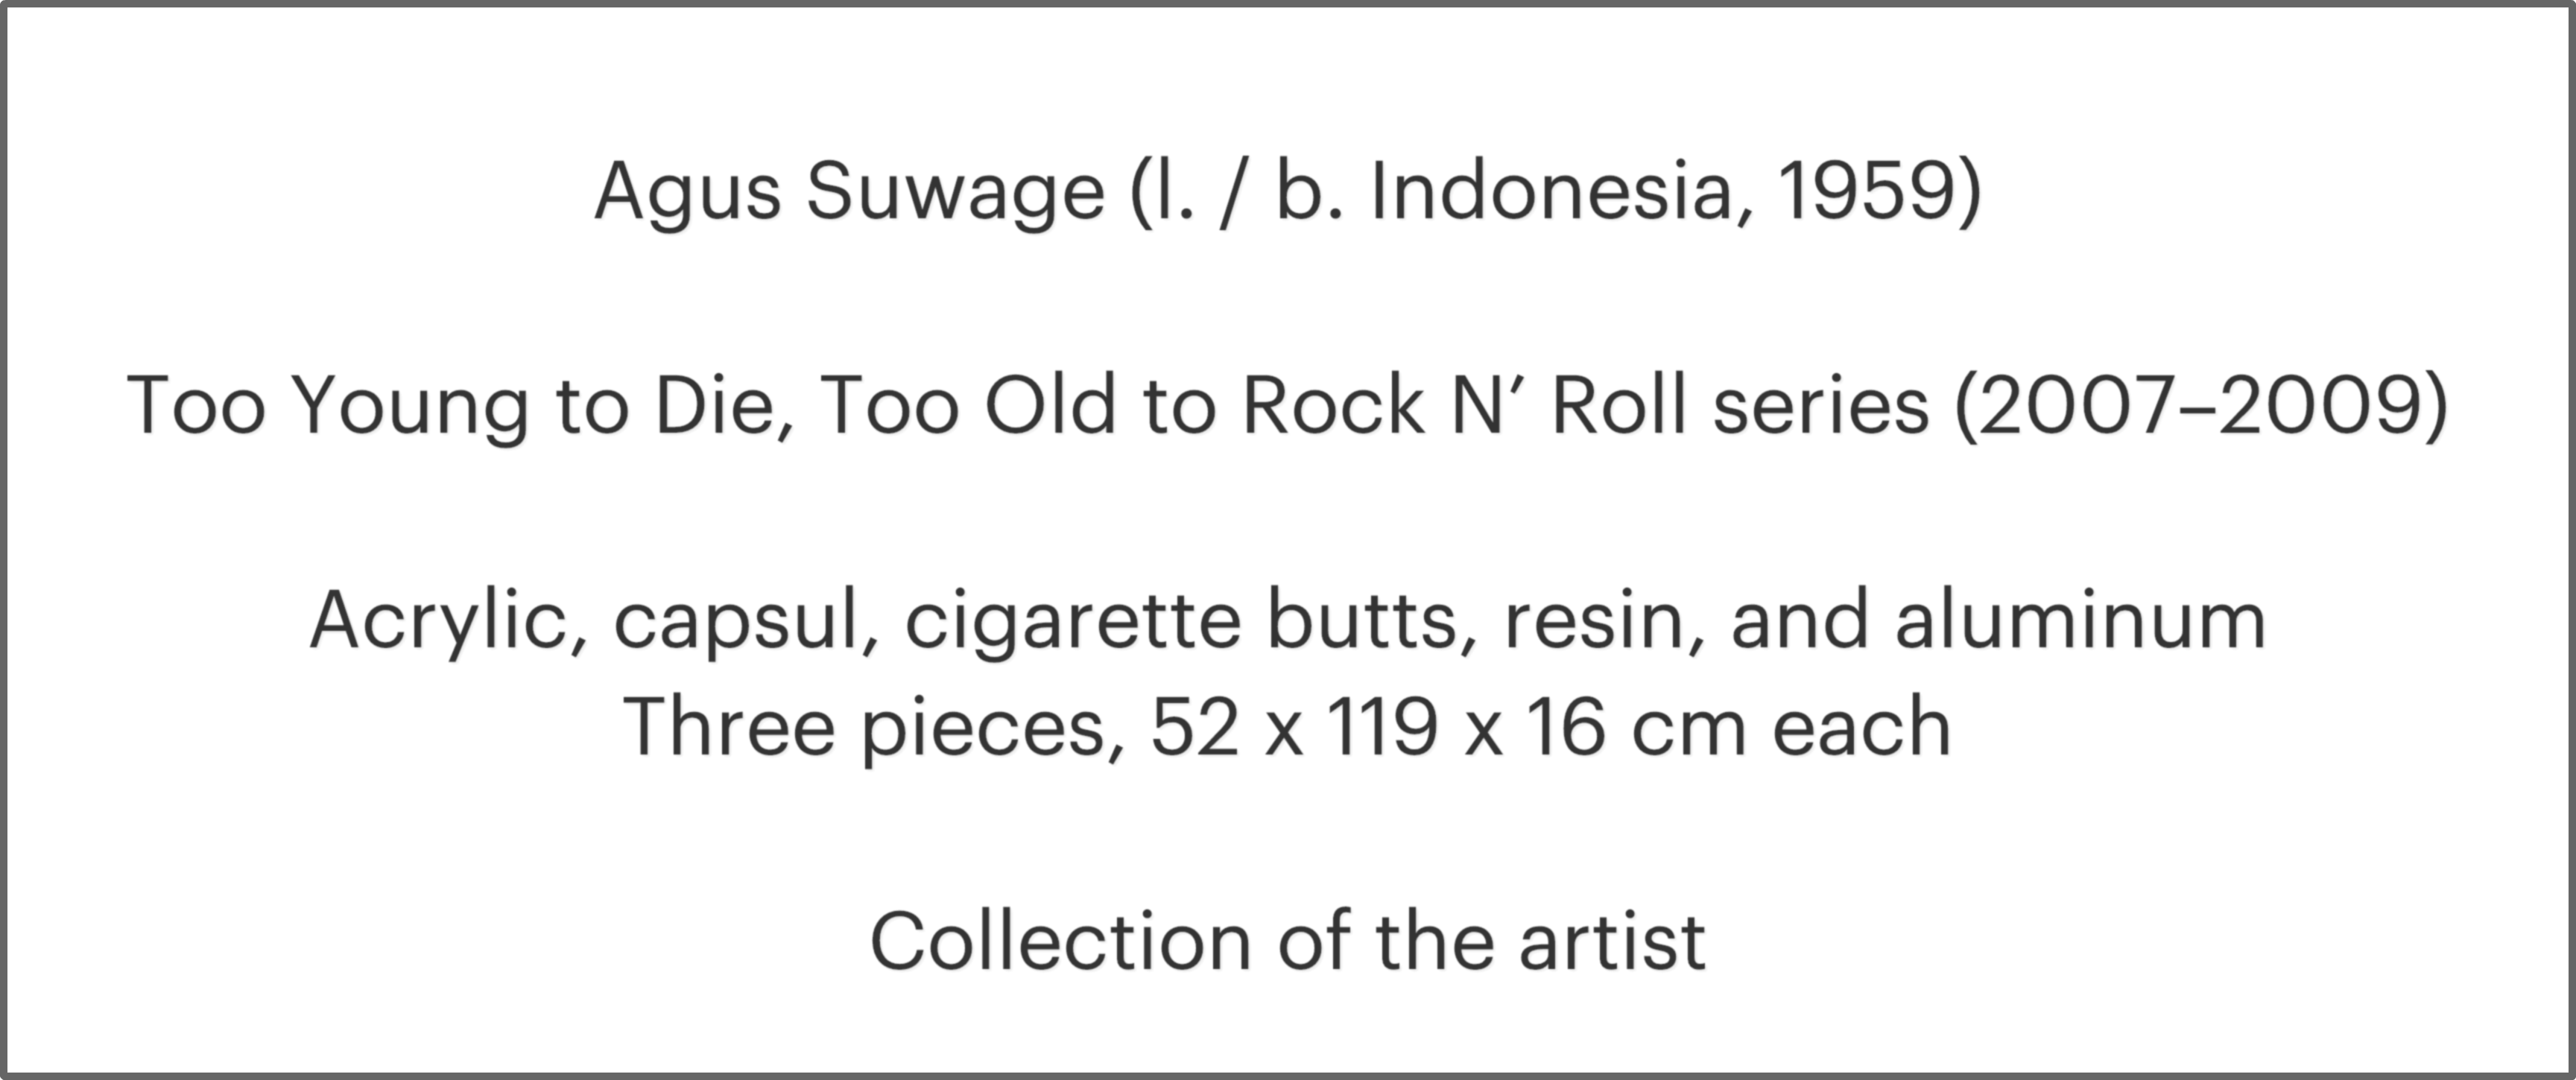 Agus Suwage (l. / b. Indonesia, 1959)
Too Young to Die, Too Old to Rock N’ Roll series (2007–2009)
Acrylic, capsul, cigarette butts, resin, and aluminum
Three pieces, 52 x 119 x 16 cm each
Collection of the artist